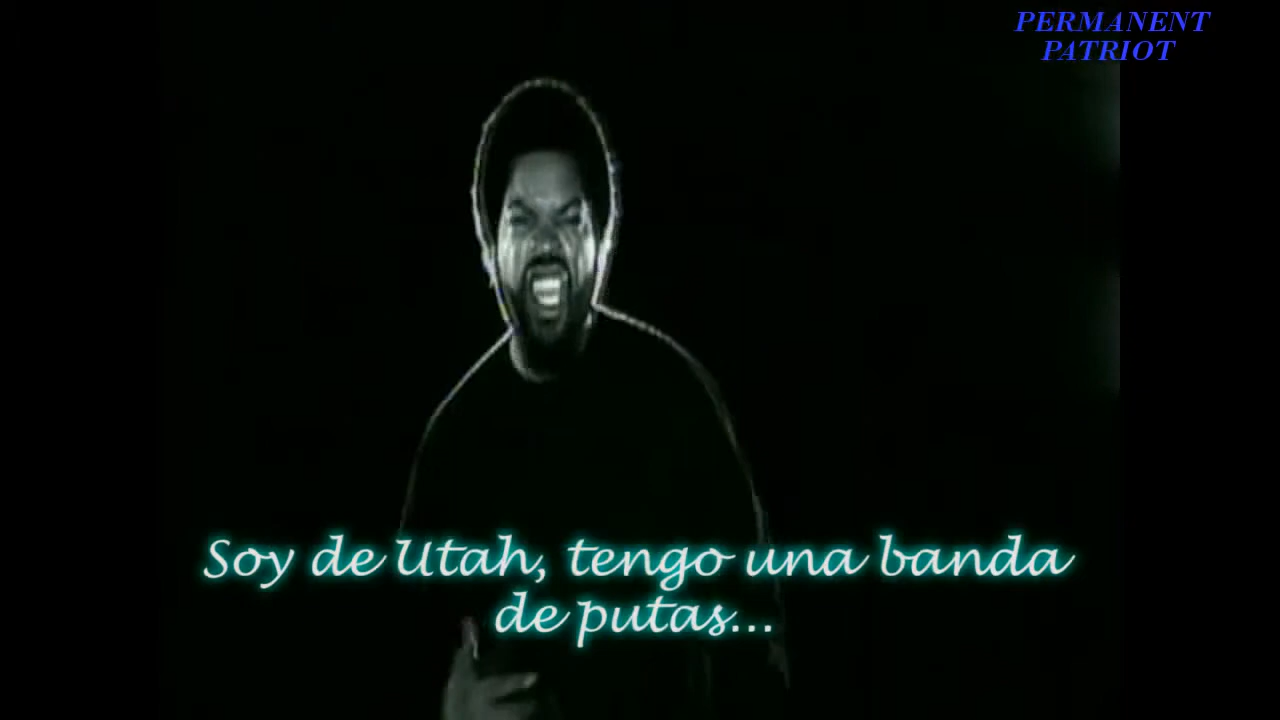 PERMANENT
PATRIOT
Soy de Utah, tengo una banda
de putas...